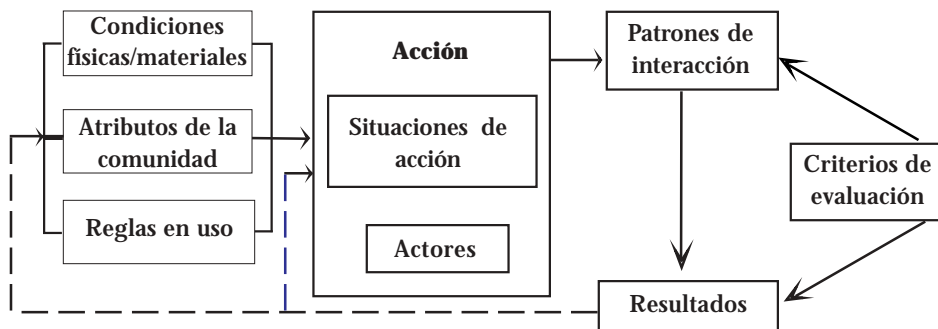 Condiciones
físicas/materiales
Atributos de la
comunidad
Reglas en uso
Acción
Situaciones de
acción
Actores
Patrones de
interacción
Criterios de
evaluación
Resultados